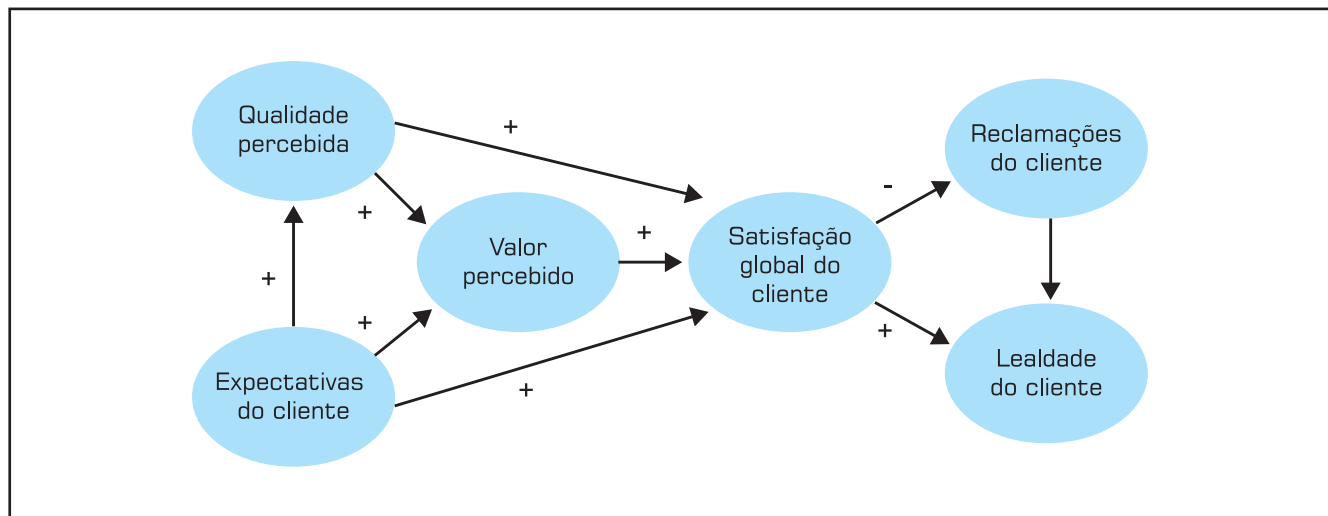 Qualidade
percebida
+
Reclamações
do cliente
-
+
Valor
percebido
+
Satisfação
global do
cliente
+
+
Expectativas
do cliente
+
+
Lealdade
do cliente